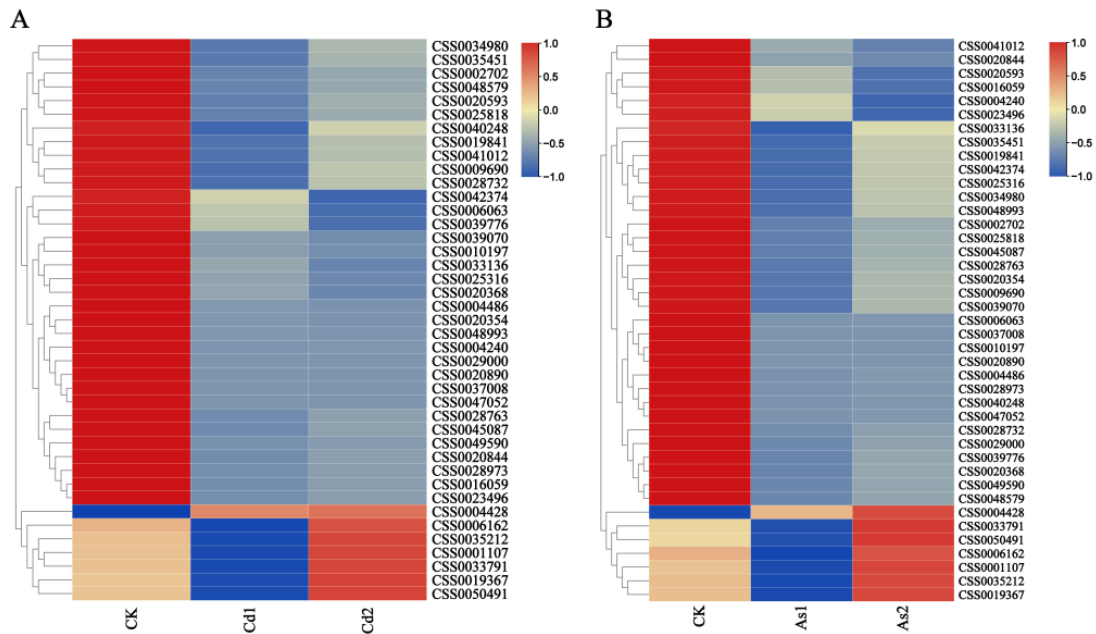 A
CSS0034980
CSS0035451
CSS0002702
CSS0048579
CSS0020593
CSS0025818
CSS0040248
CSS0019841
CSS0041012
CSS0009690
CSS0028732
CSS0042374
CSS0006063
CSS0039776
CSS0039070
CSS0010197
CSS0033136
CSS0025316
CSS0020368
CSS0004486
CSS0020354
CSS0048993
CSS0004240
CSS0029000
CSS0020890
CSS0037008
CSS0047052
CSS0028763
CSS0045087
CSS0049590
CSS0020844
CSS0028973
CSS0016059
CSS0023496
CSS0004428
CSS0006162
CSS0035212
CSS0001107
CSS0033791
CSS0019367
CSS0050491
1.0
0.5
0.0
−0.5
−1.0
CK
Cd1
Cd2
B
CSS0041012
CSS0020844
CSS0020593
CSS0016059
CSS0004240
CSS0023496
CSS0033136
CSS0035451
CSS0019841
CSS0042374
CSS0025316
CSS0034980
CSS0048993
CSS0002702
CSS0025818
CSS0045087
CSS0028763
CSS0020354
CSS0009690
CSS0039070
CSS0006063
CSS0037008
CSS0010197
CSS0020890
CSS0004486
CSS0028973
CSS0040248
CSS0047052
CSS0028732
CSS0029000
CSS0039776
CSS0020368
CSS0049590
CSS0048579
CSS0004428
CSS0033791
CSS0050491
CSS0006162
CSS0001107
CSS0035212
CSS0019367
1.0
0.5
0.0
−0.5
−1.0
CK
As1
As2